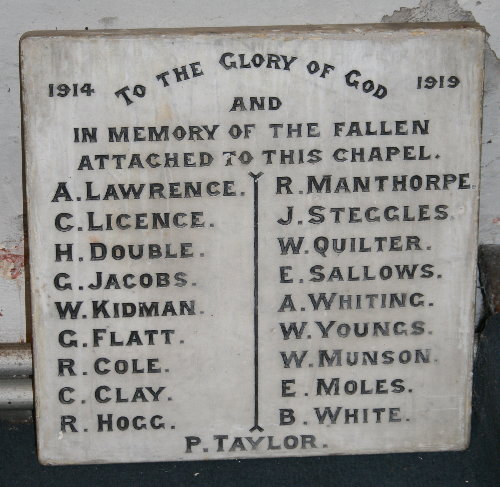 1914 TO THE GLORY OF GOD 1919
AND
IN MEMORY OF THE FALLEN
ATTACHED TO THIS CHAPEL.
A. LAWRENCE. R. MANTHORPE.
C. LICENCE. J. STEGGLES.
H. DOUBLE. W. QUILTER.
G. JACOBS. E. SALLOWS.
W. KIDMAN. A. WHITING.
G. FLATT. W. YOUNGS.
R. COLE. W. MUNSON.
C. CLAY. E. MOLES.
R. HOGG. B. WHITE.
P. TAYLOR.